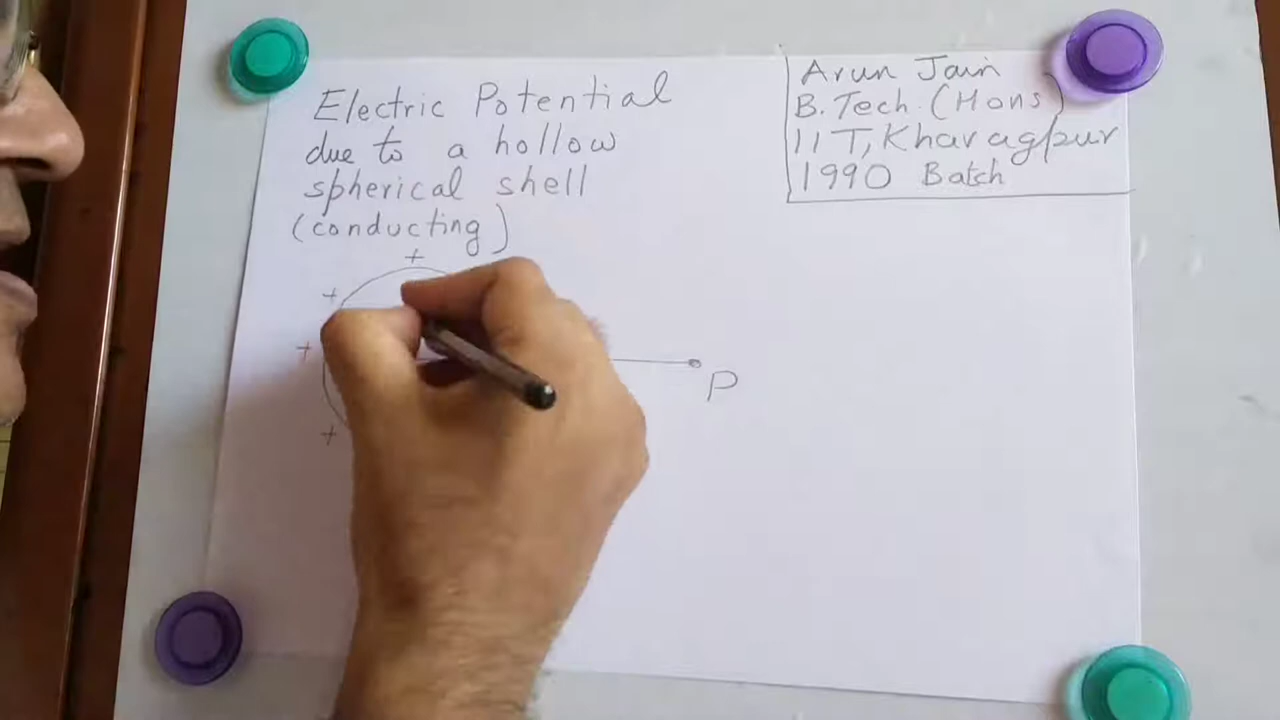 Electric Potential
due to a hollow
spherical shell
(conducting)
Arun Jain
B.Tech. (Hons)
IIT, Kharagpur
1990 Batch
+
+
+
+
P